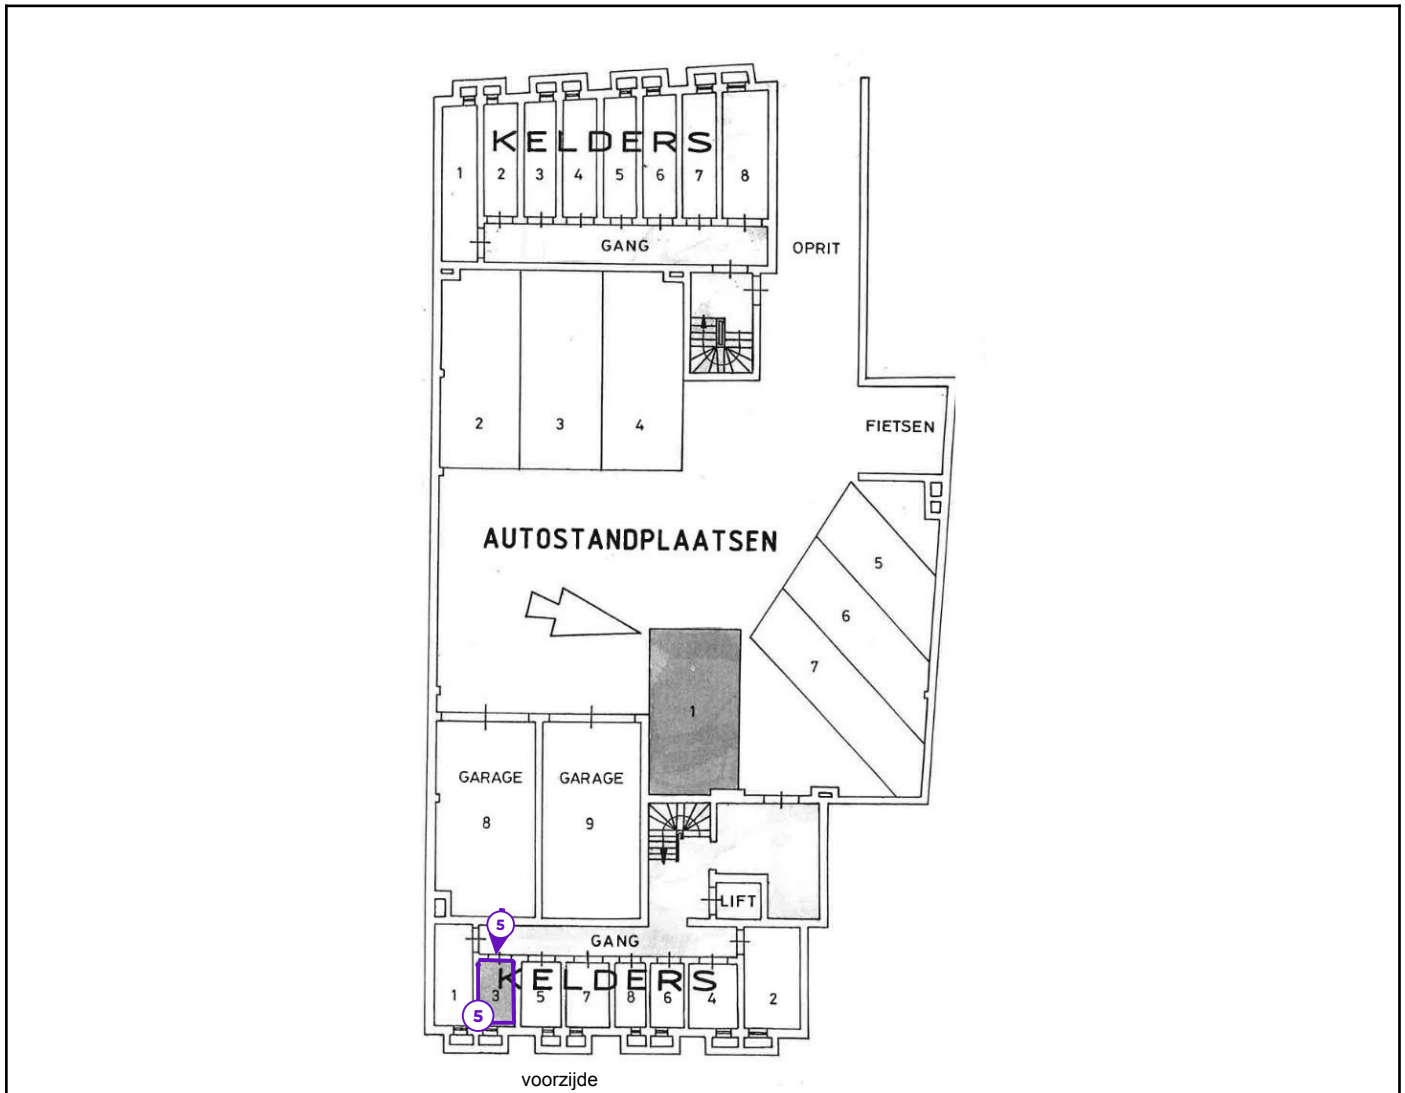 KELDERS
1 2 3 4 5 6 7 8
GANG
OPRIT
2 3 4
FIETSEN
AUTOSTANDPLAATSEN
5
6
7
1
GARAGE GARAGE
8 9
LIFT
5
GANG
KELDERS
1 3 5 7 8 6 4 2
5
voorzijde